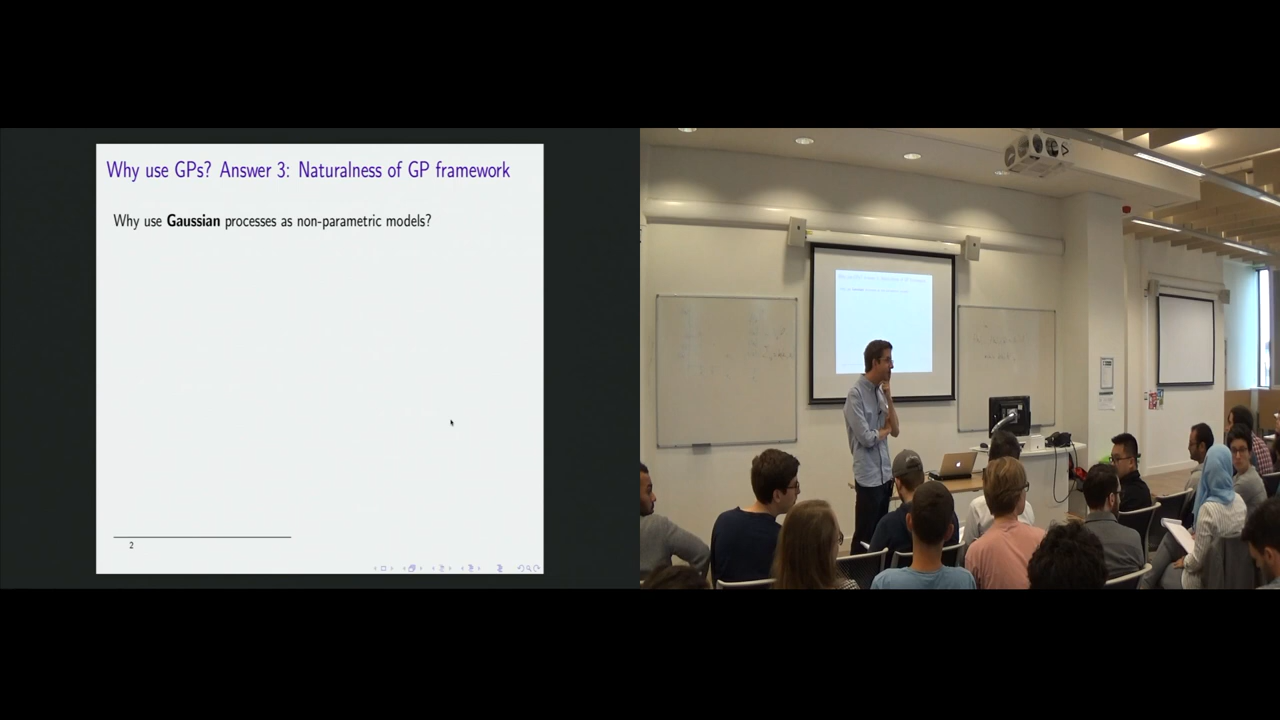 Why use GPs? Answer 3: Naturalness of GP framework
Why use Gaussian processes as non-parametric models?
2